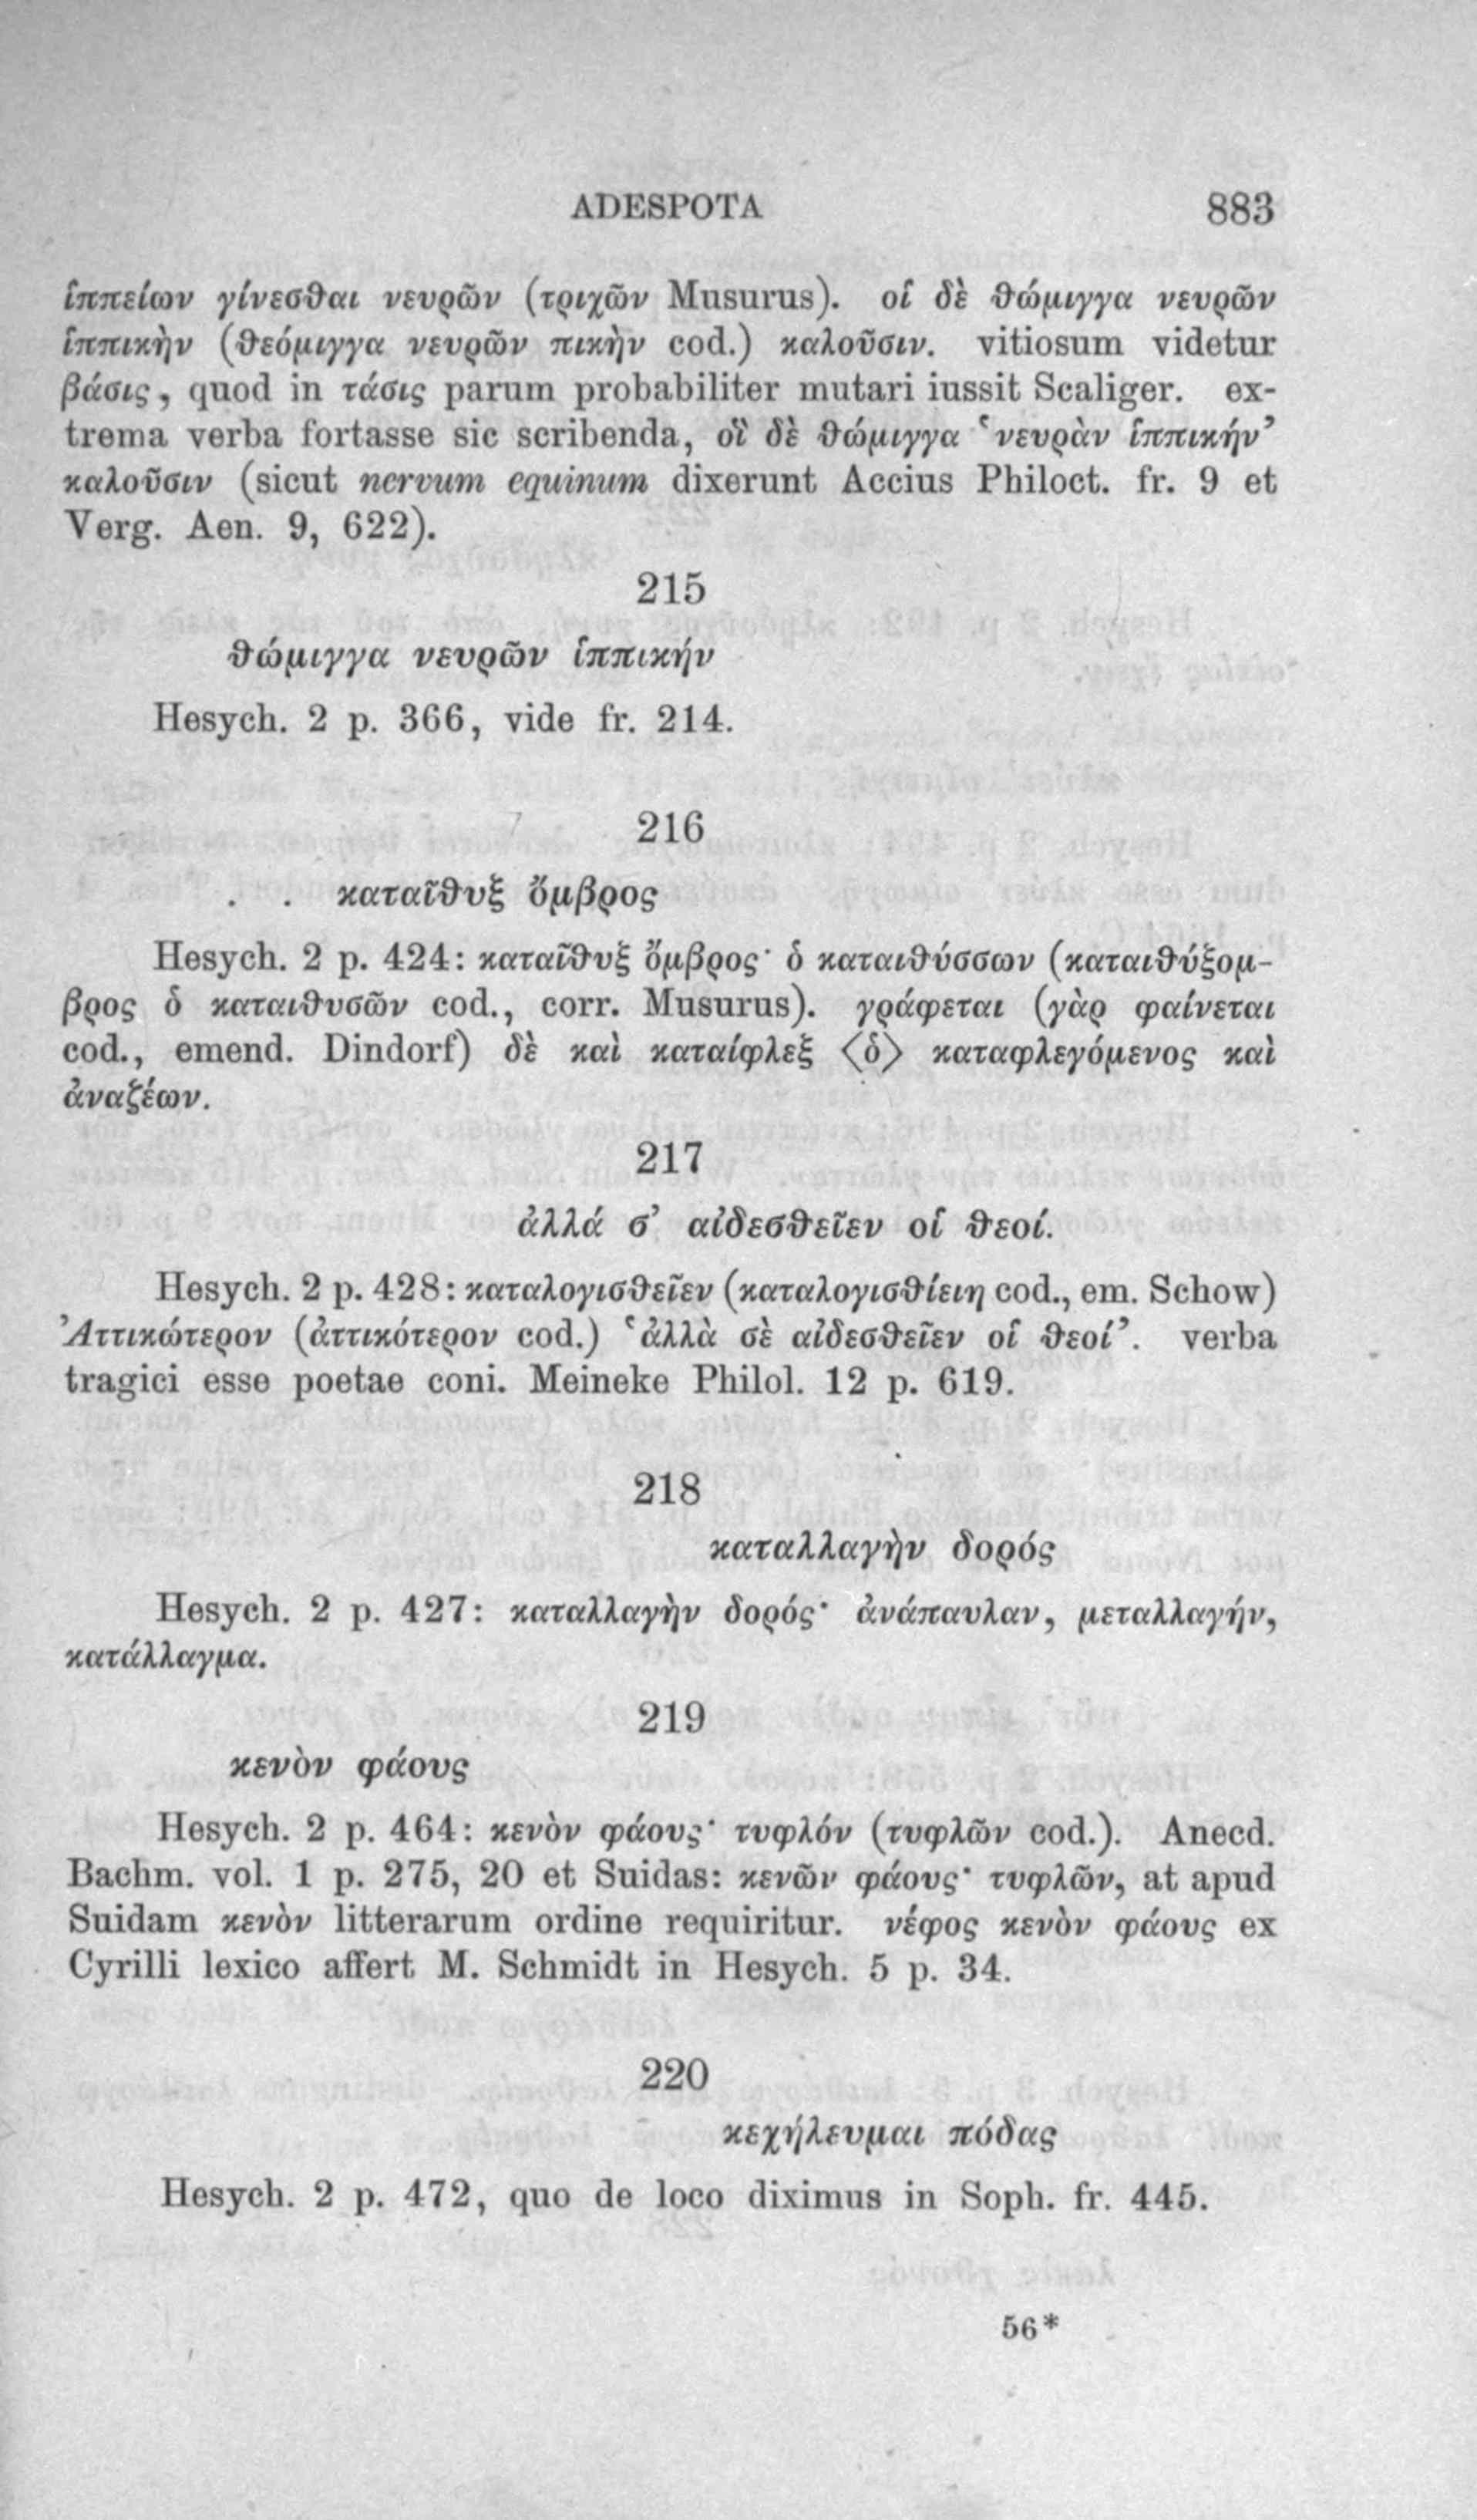 ADESPOTA 883
ἱππείων γίνεσθαι νευρῶν (τριχῶν Musurus). οἱ δὲ θώμιγγα νευρῶν
ἱππικὴν (θεόμιγγα νευρῶν πικὴν cod.) καλοῦσιν. vitiosum videtur
βάσις, quod in τάσις parum probabiliter mutari iussit Scaliger. ex-
trema verba fortasse sic scribenda, οἳ δὲ θώμιγγα ‘νευρὰν ἱππικήν’
καλοῦσιν (sicut nervum equinum dixerunt Accius Philoct. fr. 9 et
Verg. Aen. 9, 622).
215
θώμιγγα νευρῶν ἱππικήν
Hesych. 2 p. 366, vide fr. 214.
216
. . καταῖθυξ ὄμβρος
Hesych. 2 p. 424: καταῖθυξ ὄμβρος· ὁ καταιθύσσων (καταιθύξομ-
βρος ὁ καταιθυσῶν cod., corr. Musurus). γράφεται (γὰρ φαίνεται
cod., emend. Dindorf) δὲ καὶ καταίφλεξ ⟨ὁ⟩ καταφλεγόμενος καὶ
ἀναζέων.
217
ἀλλά σ’ αἰδεσθεῖεν οἱ θεοί.
Hesych. 2 p. 428: καταλογισθεῖεν (καταλογισθίειη cod., em. Schow)
Ἀττικώτερον (ἀττικότερον cod.) ‘ἀλλὰ σὲ αἰδεσθεῖεν οἱ θεοί’. verba
tragici esse poetae coni. Meineke Philol. 12 p. 619.
218
καταλλαγὴν δορός
Hesych. 2 p. 427: καταλλαγὴν δορός· ἀνάπαυλαν, μεταλλαγήν,
κατάλλαγμα.
219
κενὸν φάους
Hesych. 2 p. 464: κενὸν φάους· τυφλόν (τυφλῶν cod.). Anecd.
Bachm. vol. 1 p. 275, 20 et Suidas: κενῶν φάους· τυφλῶν, at apud
Suidam κενὸν litterarum ordine requiritur. νέφος κενὸν φάους ex
Cyrilli lexico affert M. Schmidt in Hesych. 5 p. 34.
220
κεχήλευμαι πόδας
Hesych. 2 p. 472, quo de loco diximus in Soph. fr. 445.
56*